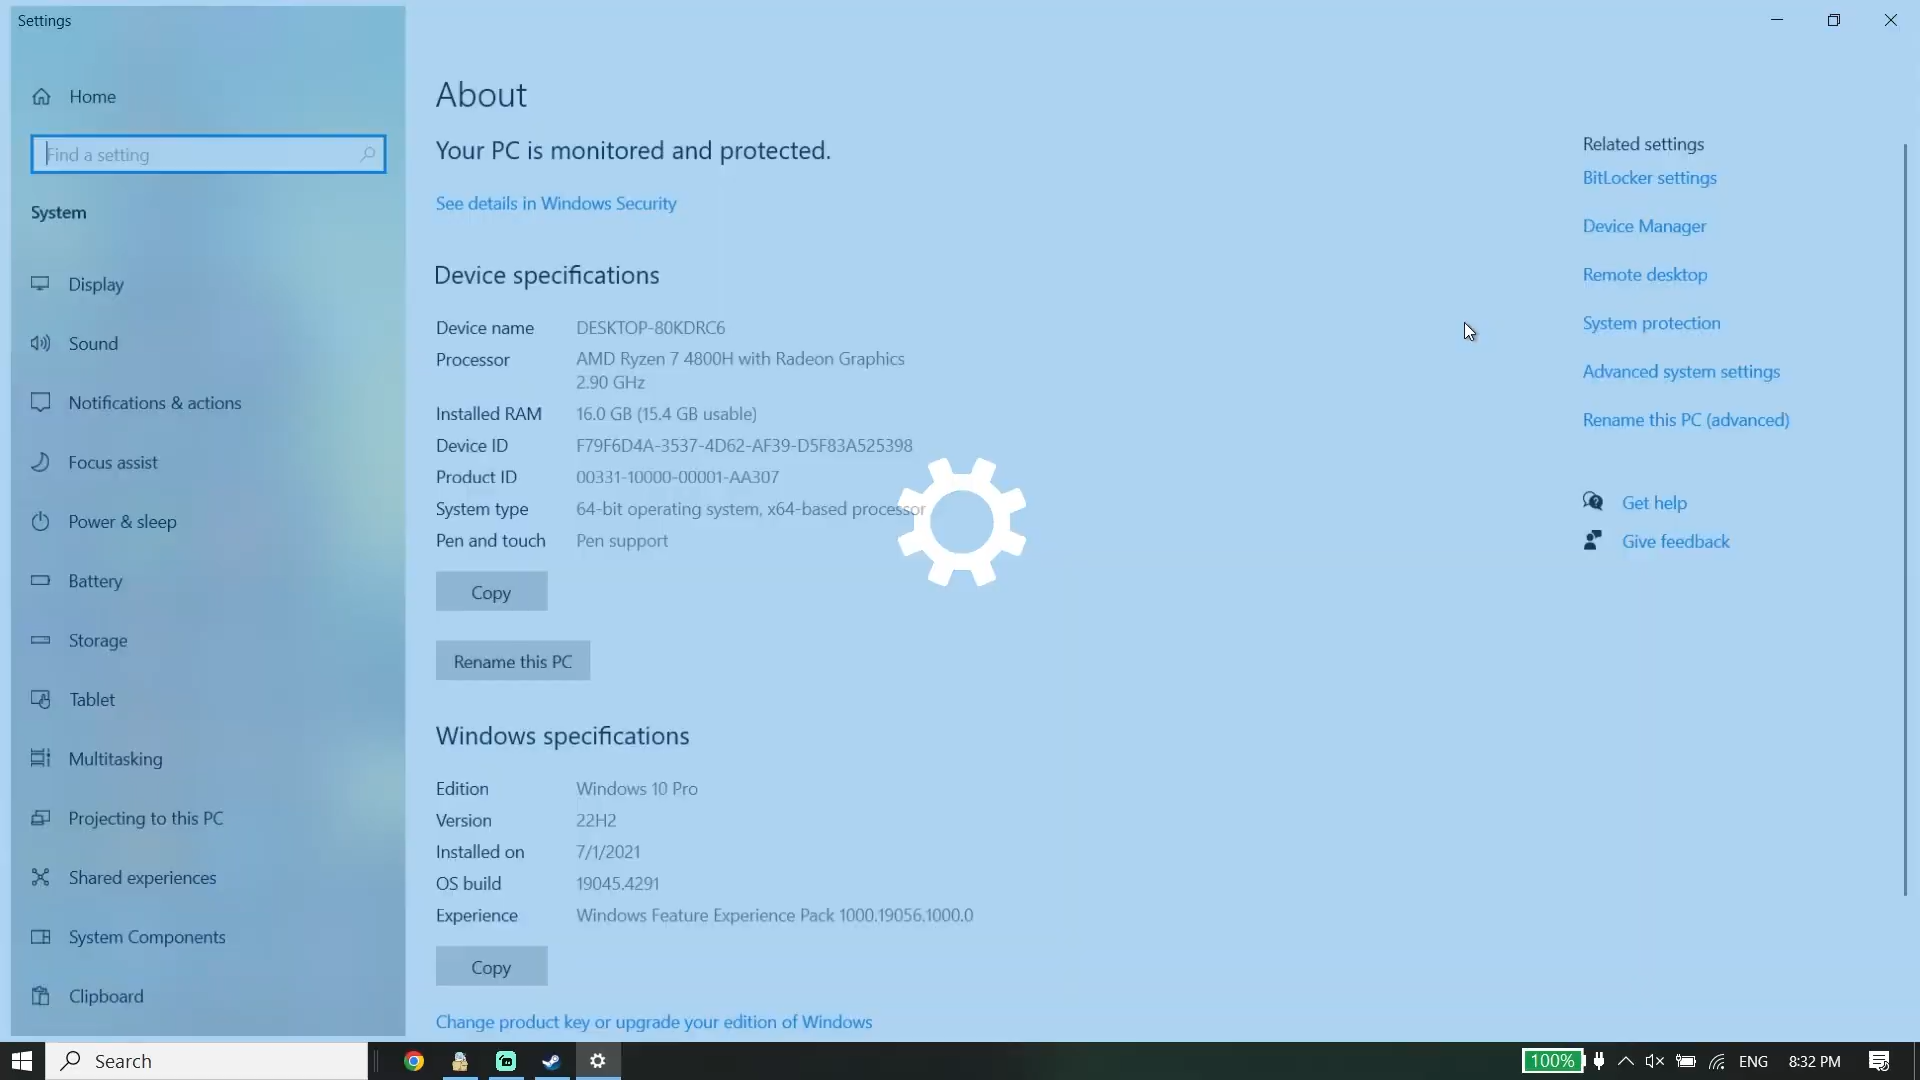 Settings
Home
Find a setting
System
Display
Sound
Notifications & actions
Focus assist
Power & sleep
Battery
Storage
Tablet
Multitasking
Projecting to this PC
Shared experiences
System Components
Clipboard
About
Your PC is monitored and protected.
See details in Windows Security
Device specifications
Device name DESKTOP-80KDRC6
Processor AMD Ryzen 7 4800H with Radeon Graphics
2.90 GHz
Installed RAM 16.0 GB (15.4 GB usable)
Device ID F79F6D4A-3537-4D62-AF39-D5F83A525398
Product ID 00331-10000-00001-AA307
System type 64-bit operating system, x64-based processor
Pen and touch Pen support
Copy
Rename this PC
Windows specifications
Edition Windows 10 Pro
Version 22H2
Installed on 7/1/2021
OS build 19045.4291
Experience Windows Feature Experience Pack 1000.19056.1000.0
Copy
Change product key or upgrade your edition of Windows
Related settings
BitLocker settings
Device Manager
Remote desktop
System protection
Advanced system settings
Rename this PC (advanced)
Get help
Give feedback
Search
100% ENG 8:32 PM